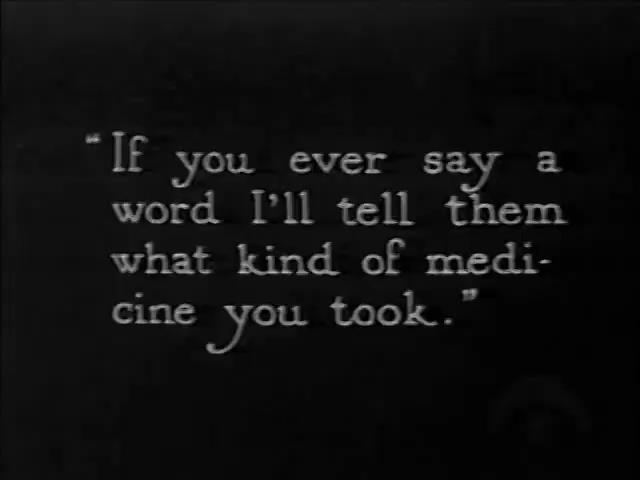 “If you ever say a
word I'll tell them
what kind of medi-
cine you took.”